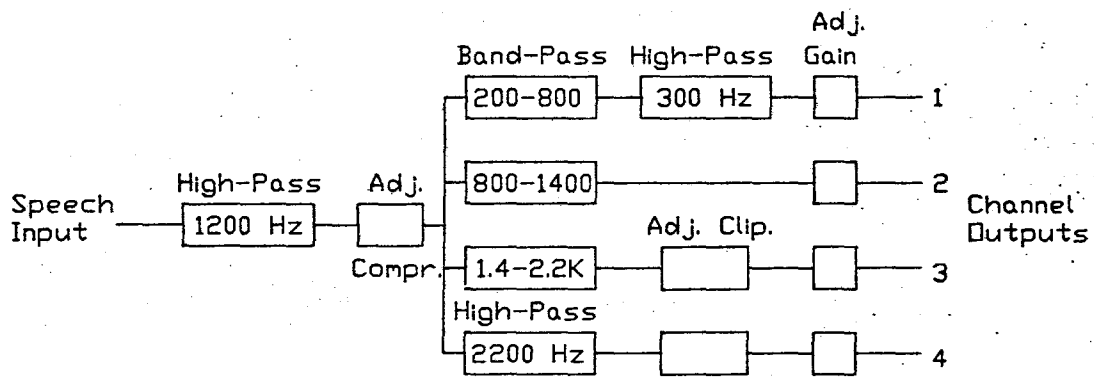 Adj.
Band-Pass High-Pass Gain
200-800 300 Hz 1
High-Pass Adj. 800-1400 2
Speech
Input 1200 Hz Adj. Clip. Channel
Outputs
Compr. 1.4-2.2K 3
High-Pass
2200 Hz 4